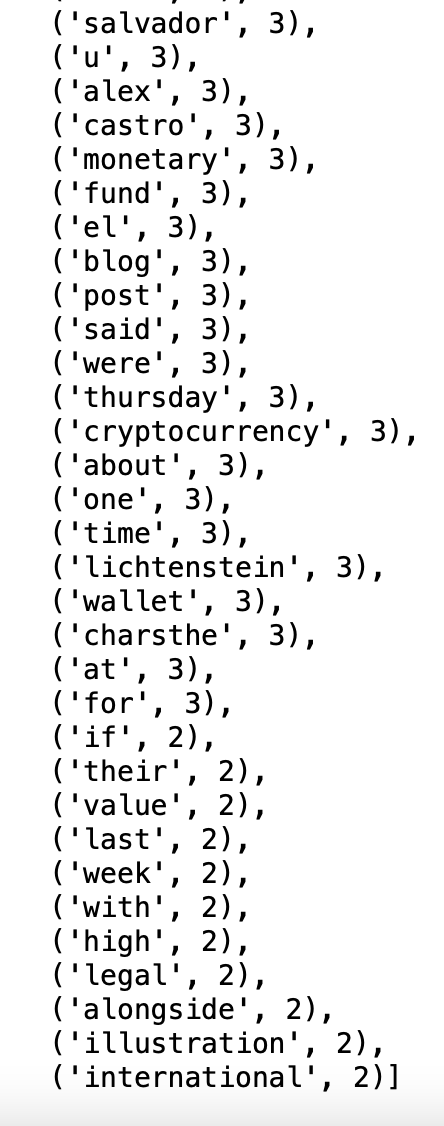 ('salvador', 3),
('u', 3),
('alex', 3),
('castro', 3),
('monetary', 3),
('fund', 3),
('el', 3),
('blog', 3),
('post', 3),
('said', 3),
('were', 3),
('thursday', 3),
('cryptocurrency', 3),
('about', 3),
('one', 3),
('time', 3),
('lichtenstein', 3),
('wallet', 3),
('charsthe', 3),
('at', 3),
('for', 3),
('if', 2),
('their', 2),
('value', 2),
('last', 2),
('week', 2),
('with', 2),
('high', 2),
('legal', 2),
('alongside', 2),
('illustration', 2),
('international', 2)]